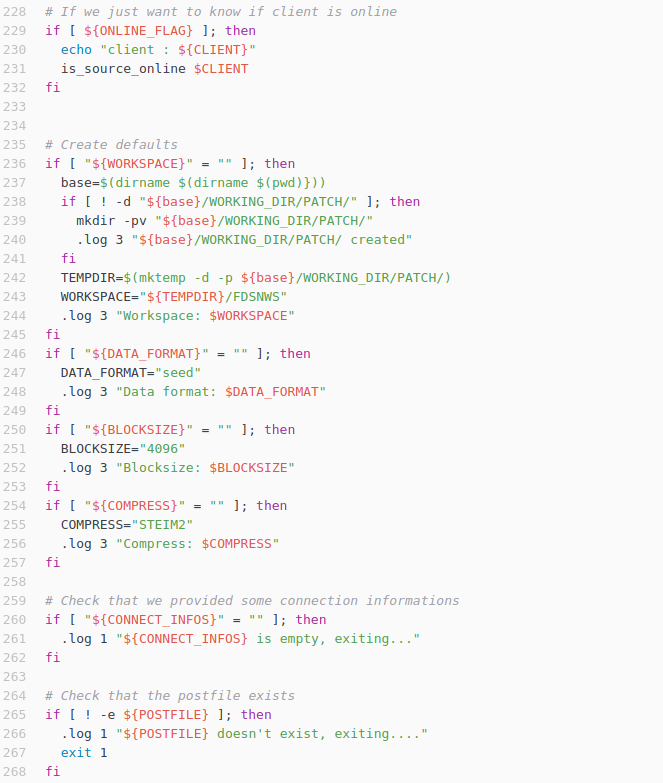 228 # If we just want to know if client is online
229 if [ ${ONLINE_FLAG} ]; then
230   echo "client : ${CLIENT}"
231   is_source_online $CLIENT
232 fi
233
234
235 # Create defaults
236 if [ "${WORKSPACE}" = "" ]; then
237   base=$(dirname $(dirname $(pwd)}))
238   if [ ! -d "${base}/WORKING_DIR/PATCH/" ]; then
239     mkdir -pv "${base}/WORKING_DIR/PATCH/"
240     .log 3 "${base}/WORKING_DIR/PATCH/ created"
241   fi
242   TEMPDIR=$(mktemp -d -p ${base}/WORKING_DIR/PATCH/)
243   WORKSPACE="${TEMPDIR}/FDSNWS"
244   .log 3 "Workspace: $WORKSPACE"
245 fi
246 if [ "${DATA_FORMAT}" = "" ]; then
247   DATA_FORMAT="seed"
248   .log 3 "Data format: $DATA_FORMAT"
249 fi
250 if [ "${BLOCKSIZE}" = "" ]; then
251   BLOCKSIZE="4096"
252   .log 3 "Blocksize: $BLOCKSIZE"
253 fi
254 if [ "${COMPRESS}" = "" ]; then
255   COMPRESS="STEIM2"
256   .log 3 "Compress: $COMPRESS"
257 fi
258
259 # Check that we provided some connection informations
260 if [ "${CONNECT_INFOS}" = "" ]; then
261   .log 1 "${CONNECT_INFOS} is empty, exiting..."
262 fi
263
264 # Check that the postfile exists
265 if [ ! -e ${POSTFILE} ]; then
266   .log 1 "${POSTFILE} doesn't exist, exiting...."
267   exit 1
268 fi